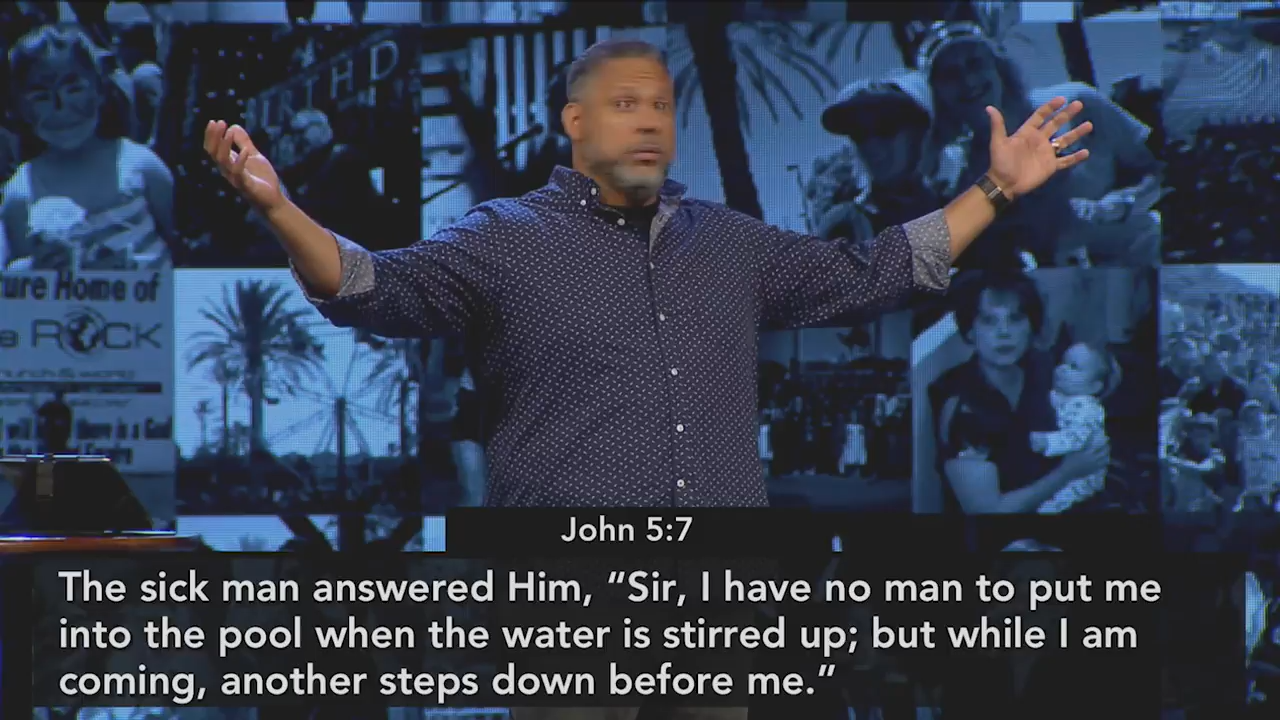 ure Home of
ROCK
John 5:7
The sick man answered Him, “Sir, I have no man to put me
into the pool when the water is stirred up; but while I am
coming, another steps down before me.”